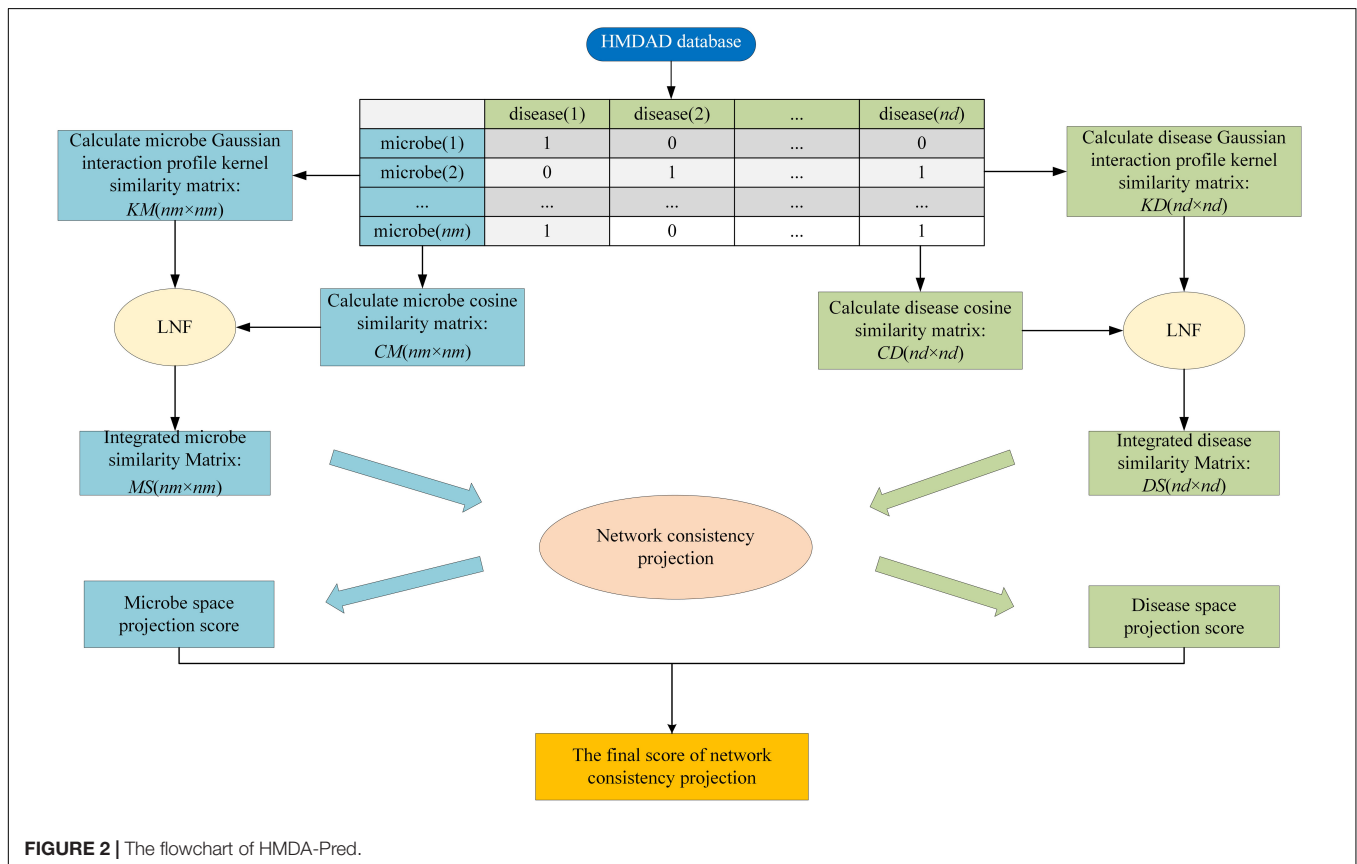 HMDAD database
disease(1) disease(2) ... disease(nd)
microbe(1) 1 0 ... 0
microbe(2) 0 1 ... 1
... ... ... ... ...
microbe(nm) 1 0 ... 1
Calculate microbe Gaussian
interaction profile kernel
similarity matrix:
KM(nm×nm)
Calculate disease Gaussian
interaction profile kernel
similarity matrix:
KD(nd×nd)
LNF
Calculate microbe cosine
similarity matrix:
CM(nm×nm)
Calculate disease cosine
similarity matrix:
CD(nd×nd)
LNF
Integrated microbe
similarity Matrix:
MS(nm×nm)
Integrated disease
similarity Matrix:
DS(nd×nd)
Network consistency
projection
Microbe space
projection score
Disease space
projection score
The final score of network
consistency projection
FIGURE 2 | The flowchart of HMDA-Pred.